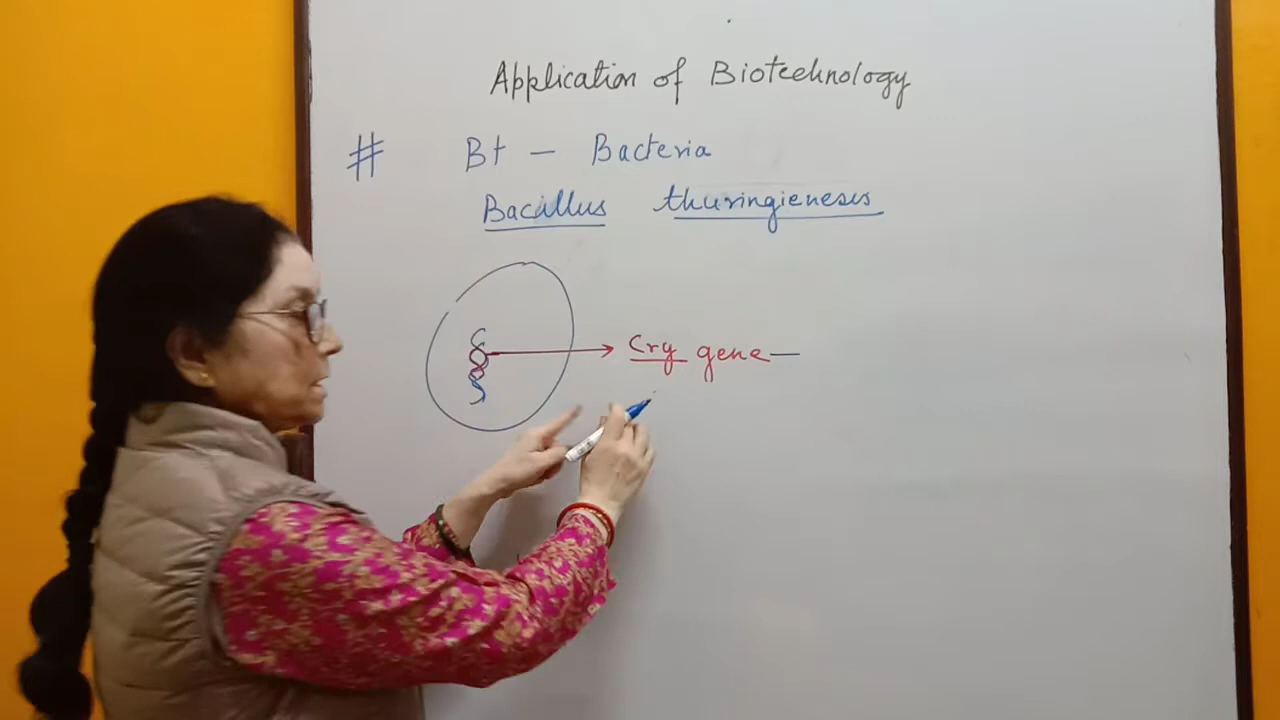 Application of Biotechnology
# Bt - Bacteria
Bacillus thuringienesis
Cry gene -